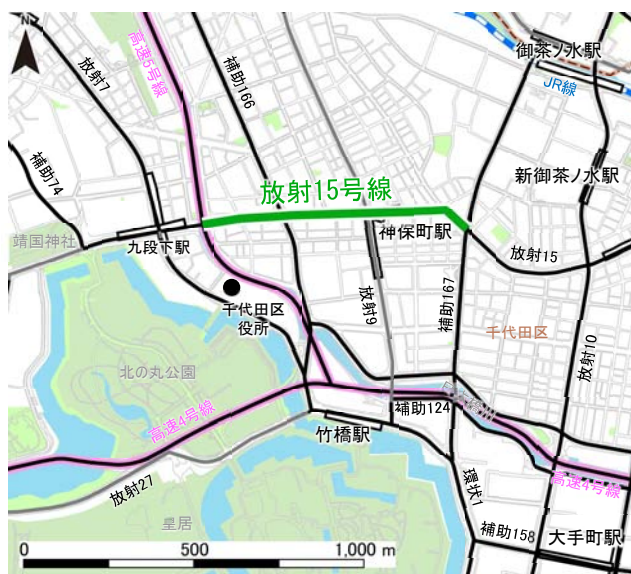 N
高速5号線
放射7
補助166
御茶ノ水駅
JR線
補助74
放射15号線
新御茶ノ水駅
靖国神社
九段下駅
神保町駅
放射15
千代田区
役所
放射9
補助167
千代田区
放射10
北の丸公園
高速4号線
補助124
竹橋駅
放射27
環状1
高速4号線
皇居
補助158
大手町駅
0
500
1,000 m